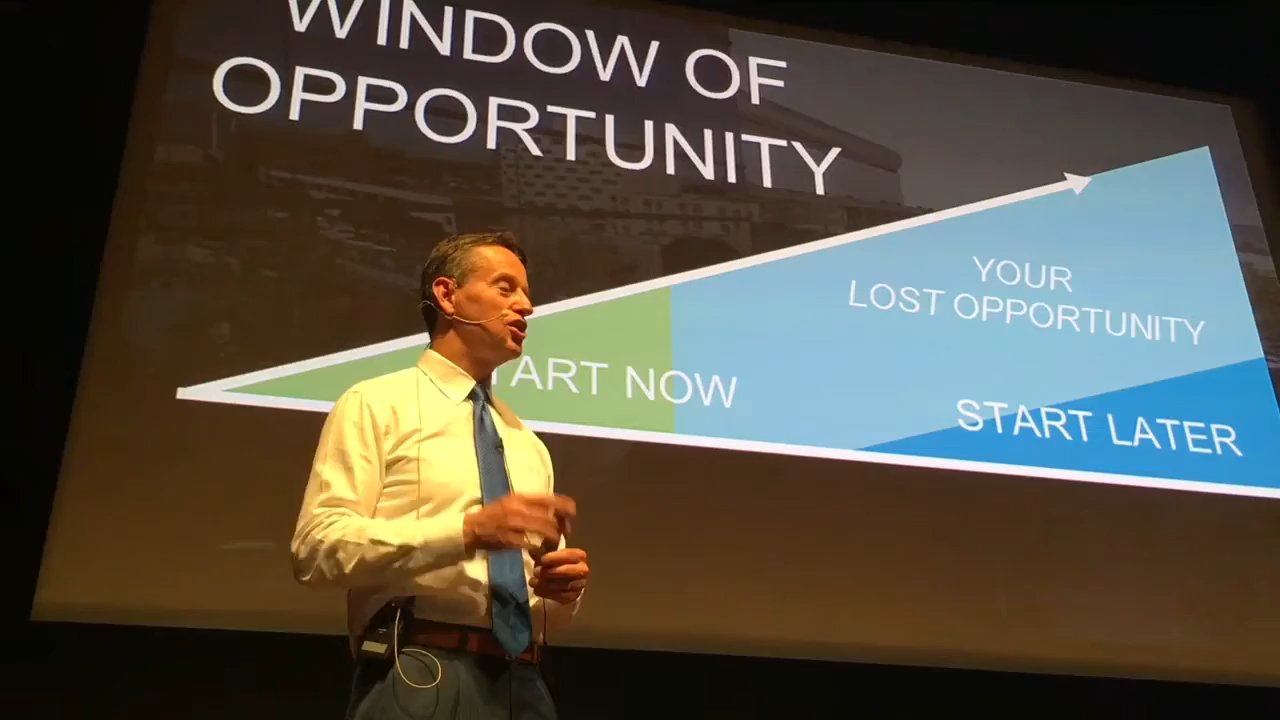 WINDOW OF
OPPORTUNITY
YOUR
LOST OPPORTUNITY
TART NOW
START LATER